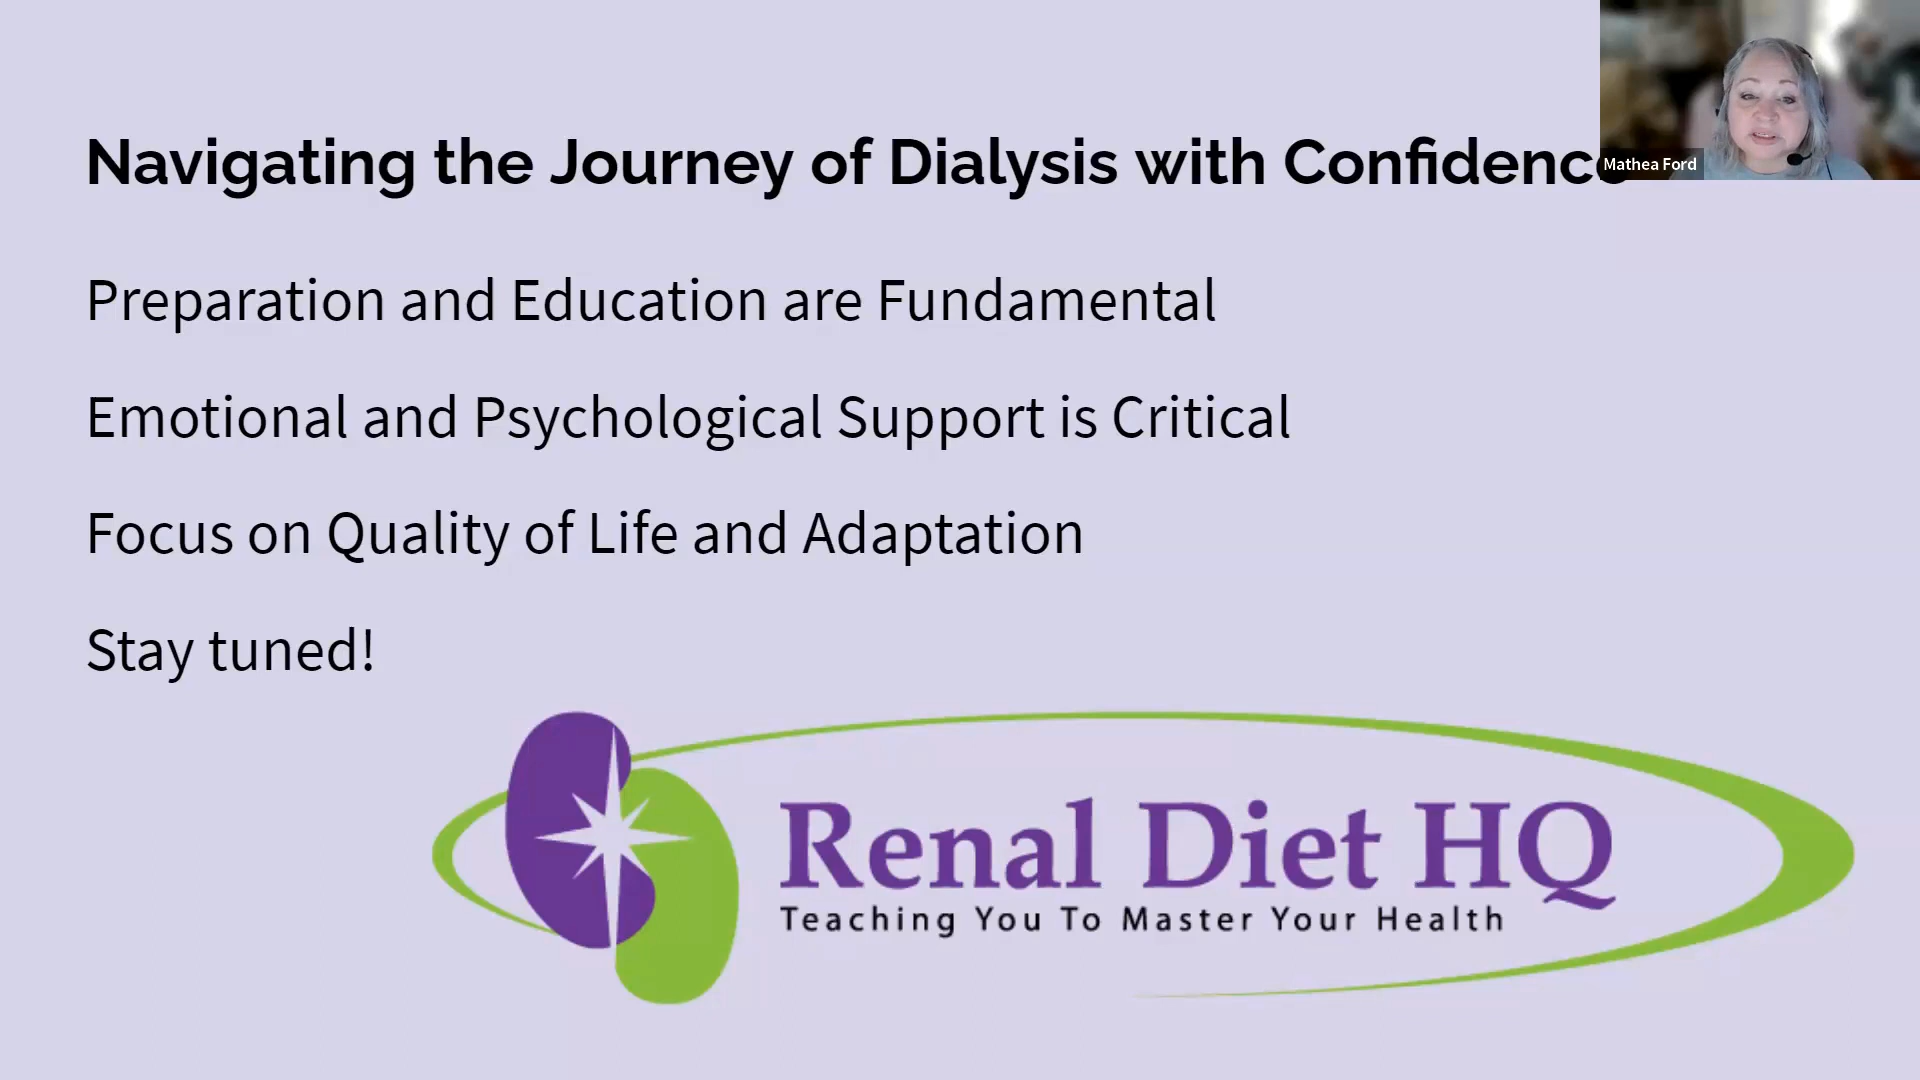 Navigating the Journey of Dialysis with Confidence
Mathea Ford
Preparation and Education are Fundamental
Emotional and Psychological Support is Critical
Focus on Quality of Life and Adaptation
Stay tuned!
Renal Diet HQ
Teaching You To Master Your Health